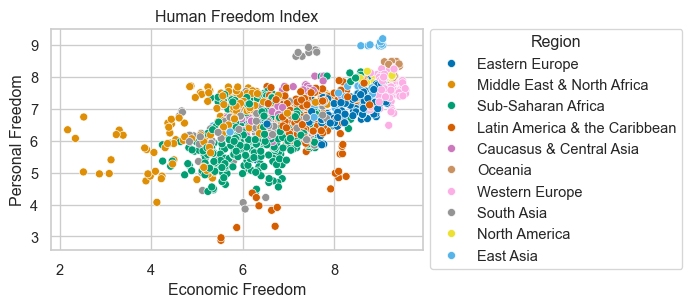 Human Freedom Index
9
8
7
6
5
4
3
Personal Freedom
2
4
6
8
Economic Freedom
Region
Eastern Europe
Middle East & North Africa
Sub-Saharan Africa
Latin America & the Caribbean
Caucasus & Central Asia
Oceania
Western Europe
South Asia
North America
East Asia